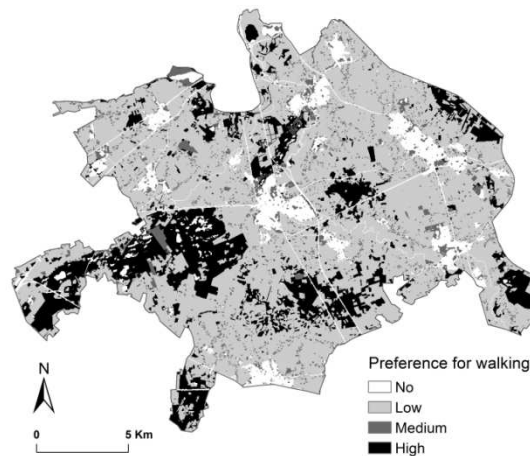 Preference for walking
No
Low
Medium
High
N
0 5 Km